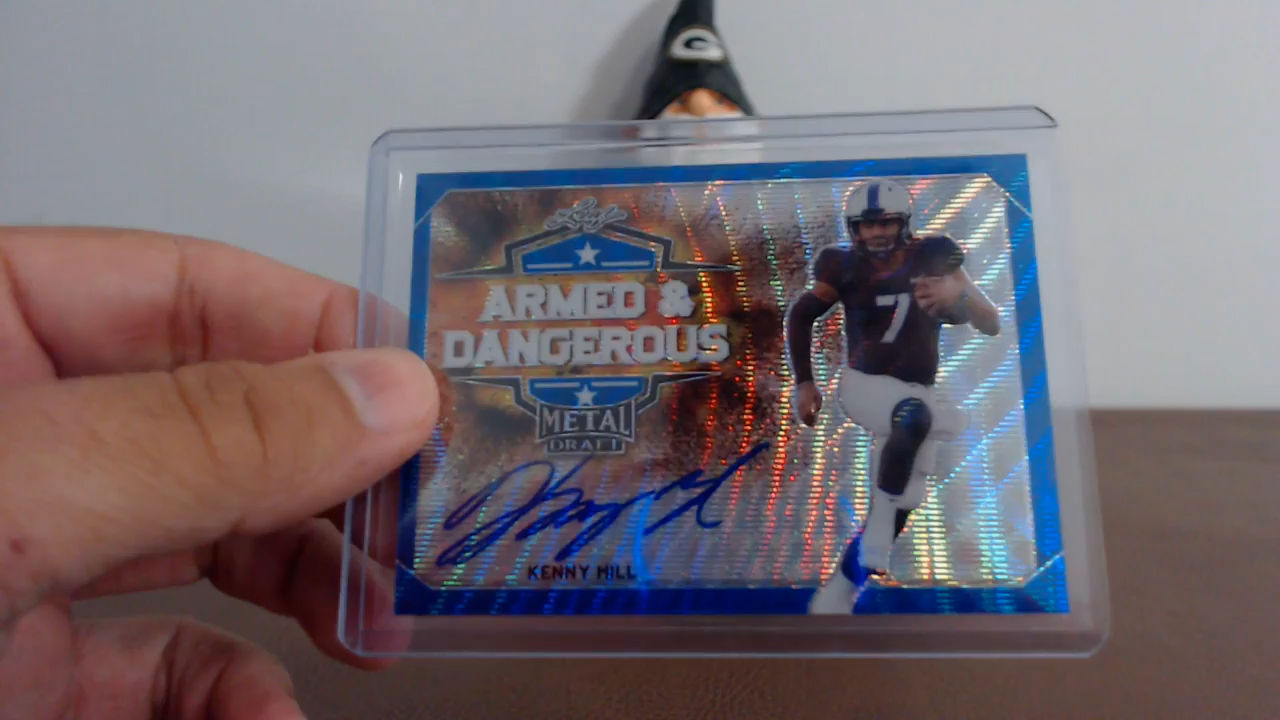 G
Leaf
ARMED &
DANGEROUS
7
METAL
DRAFT
KENNY HILL